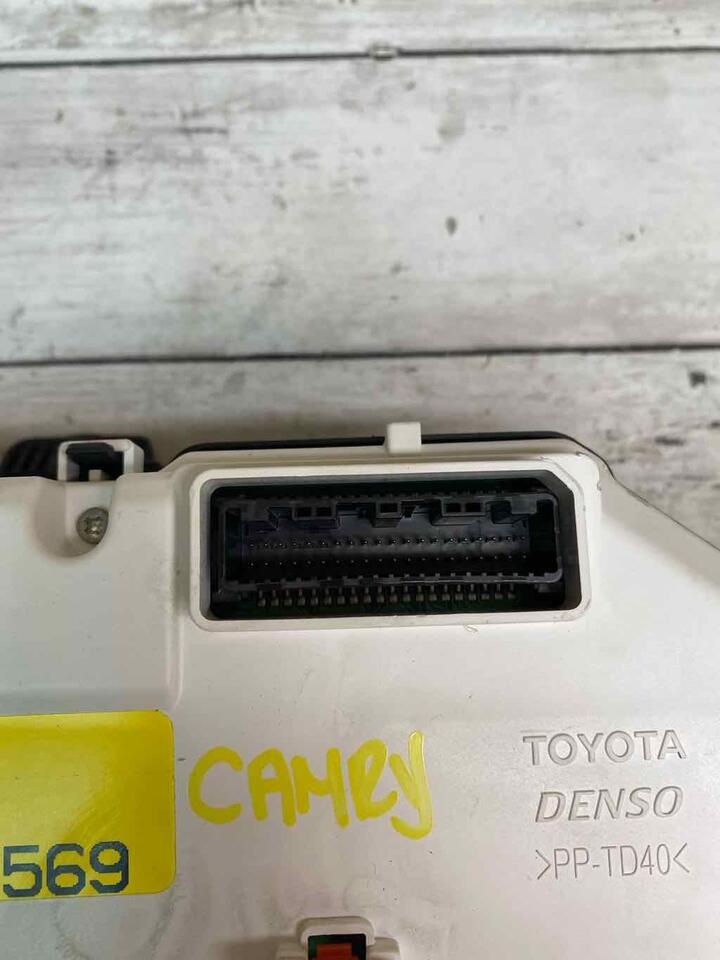 CAMRY
TOYOTA
DENSO
>PP-TD40<
569